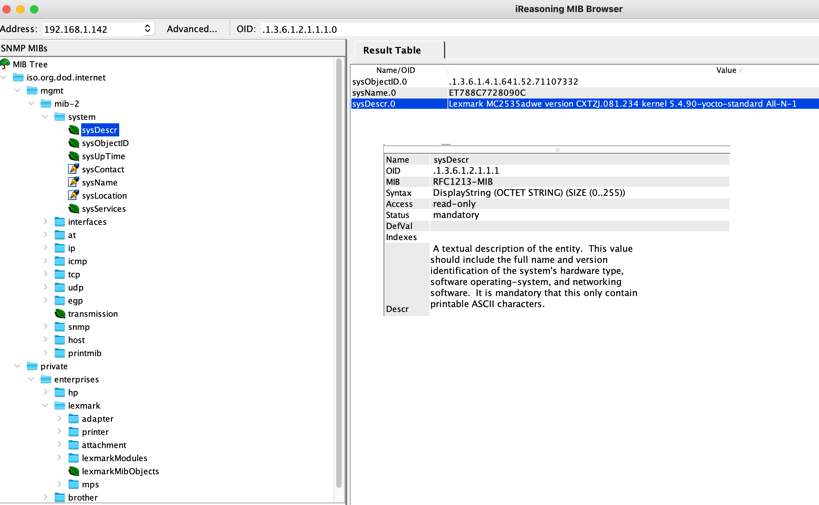 iReasoning MIB Browser
Address: 192.168.1.142 Advanced... OID: .1.3.6.1.2.1.1.1.0
SNMP MIBs
MIB Tree
iso.org.dod.internet
mgmt
mib-2
system
sysDescr
sysObjectID
sysUpTime
sysContact
sysName
sysLocation
sysServices
interfaces
at
ip
icmp
tcp
udp
egp
transmission
snmp
host
printmib
private
enterprises
hp
lexmark
adapter
printer
attachment
lexmarkModules
lexmarkMibObjects
mps
brother
Result Table
Name/OID Value
sysObjectID.0 .1.3.6.1.4.1.641.52.71107332
sysName.0 ET788C7728090C
sysDescr.0 Lexmark MC2535adwe version CXTZJ.081.234 kernel 5.4.90-yocto-standard All-N-1
Name sysDescr
OID .1.3.6.1.2.1.1.1
MIB RFC1213-MIB
Syntax DisplayString (OCTET STRING) (SIZE (0..255))
Access read-only
Status mandatory
DefVal
Indexes
A textual description of the entity. This value
should include the full name and version
identification of the system's hardware type,
software operating-system, and networking
software. It is mandatory that this only contain
printable ASCII characters.
Descr